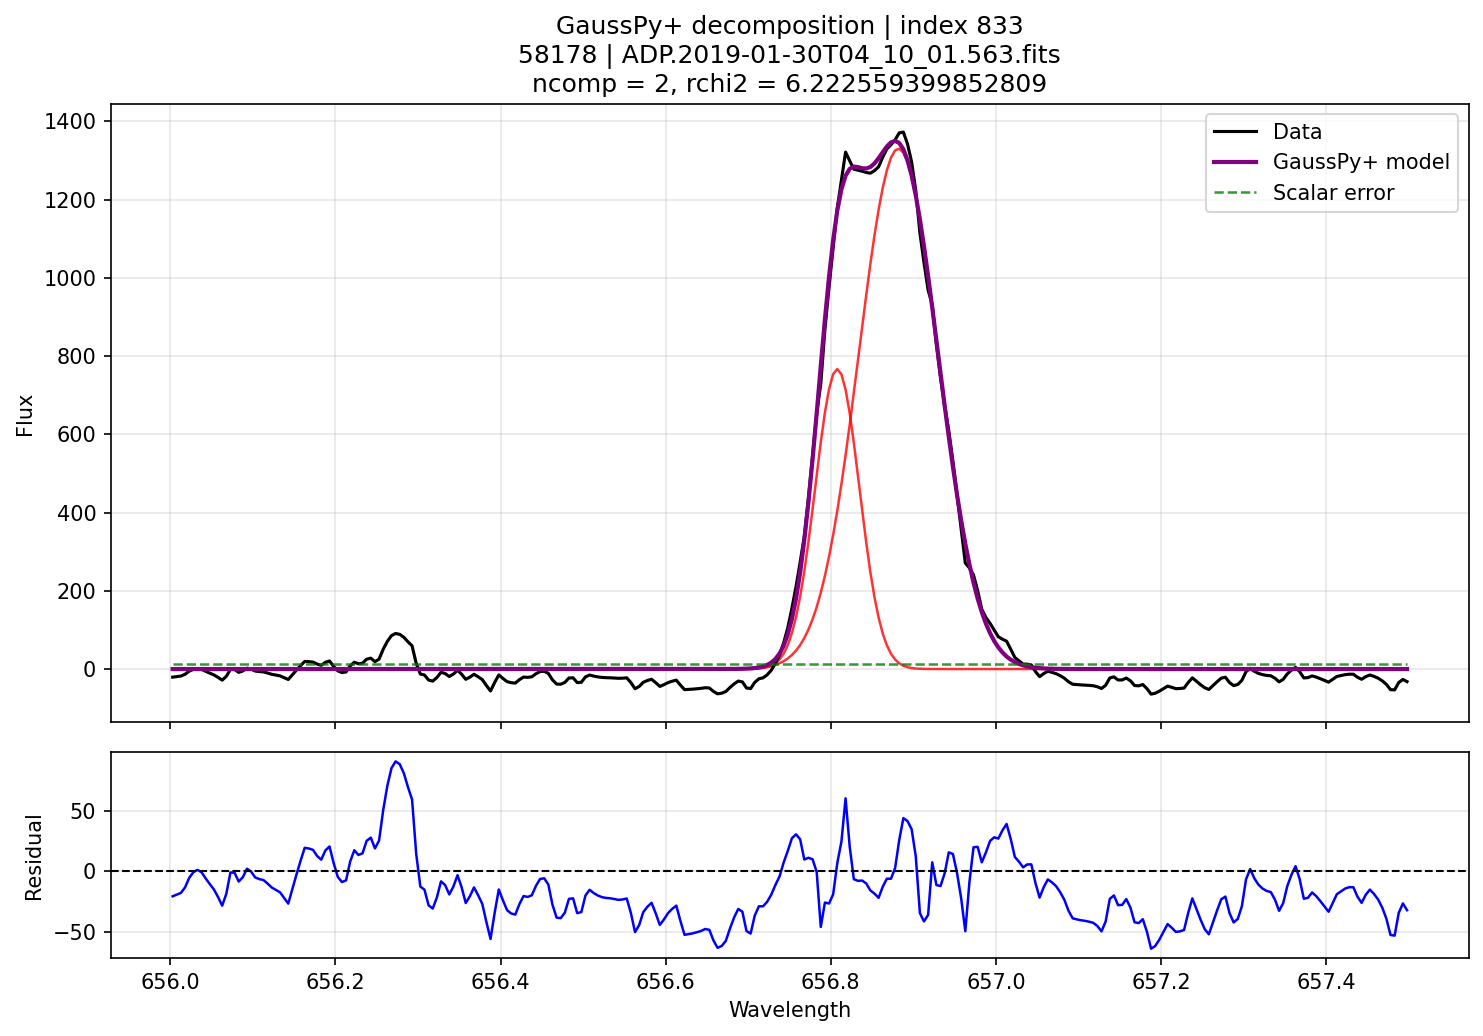 GaussPy+ decomposition | index 833
58178 | ADP.2019-01-30T04_10_01.563.fits
ncomp = 2, rchi2 = 6.222559399852809
Data
GaussPy+ model
Scalar error
1400
1200
1000
800
600
400
200
0
Flux
50
0
−50
Residual
656.0
656.2
656.4
656.6
656.8
657.0
657.2
657.4
Wavelength